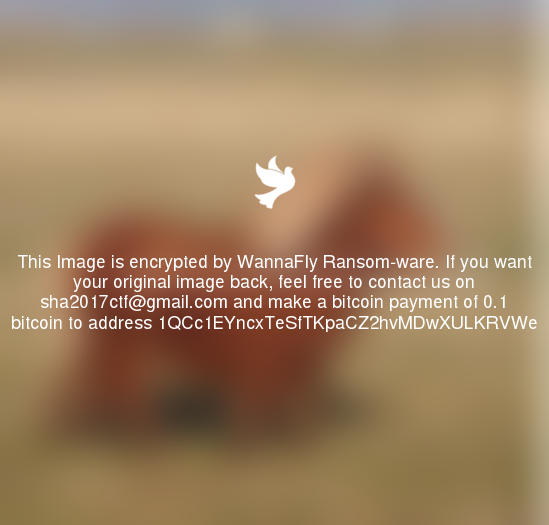 This Image is encrypted by WannaFly Ransom-ware. If you want
your original image back, feel free to contact us on
sha2017ctf@gmail.com and make a bitcoin payment of 0.1
bitcoin to address 1QCc1EYncxTeSfTKpaCZ2hvMDwXULKRVWe